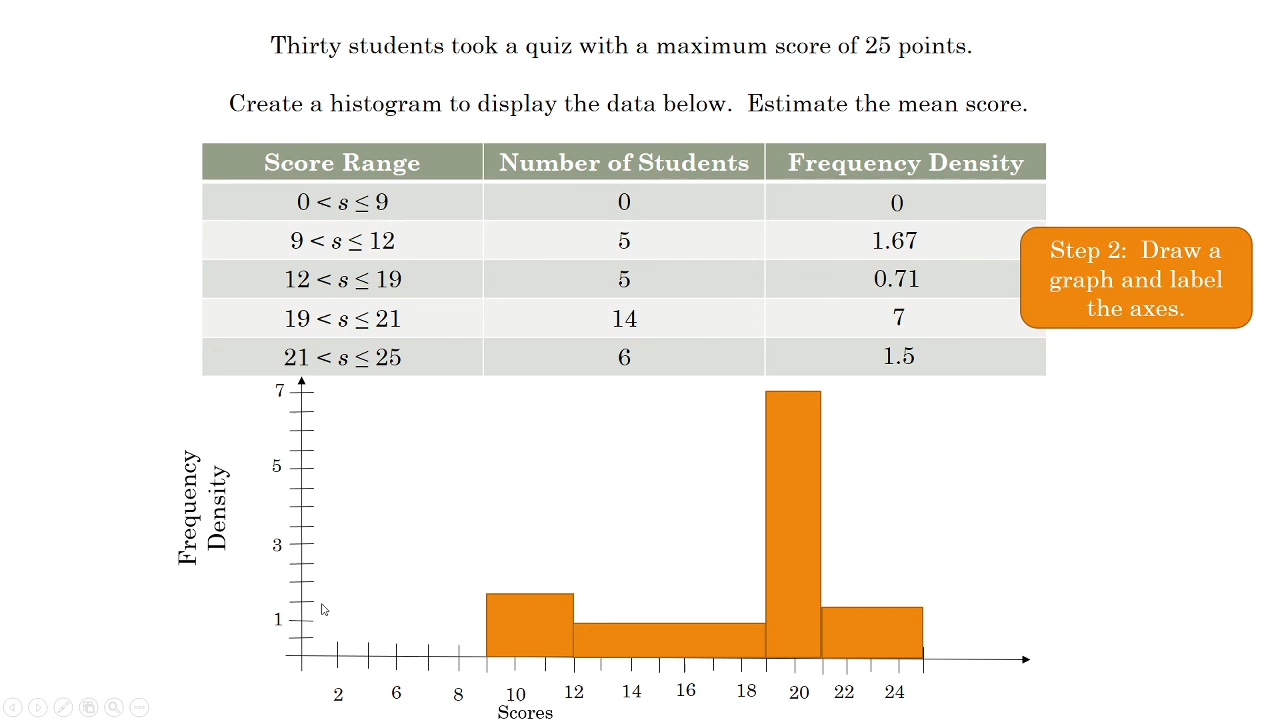 Thirty students took a quiz with a maximum score of 25 points.
Create a histogram to display the data below.  Estimate the mean score.
Score Range Number of Students Frequency Density
0 < s ≤ 9 0 0
9 < s ≤ 12 5 1.67
12 < s ≤ 19 5 0.71
19 < s ≤ 21 14 7
21 < s ≤ 25 6 1.5
Step 2:  Draw a
graph and label
the axes.
7
5
3
1
Frequency
Density
2 6 8 10 12 14 16 18 20 22 24
Scores